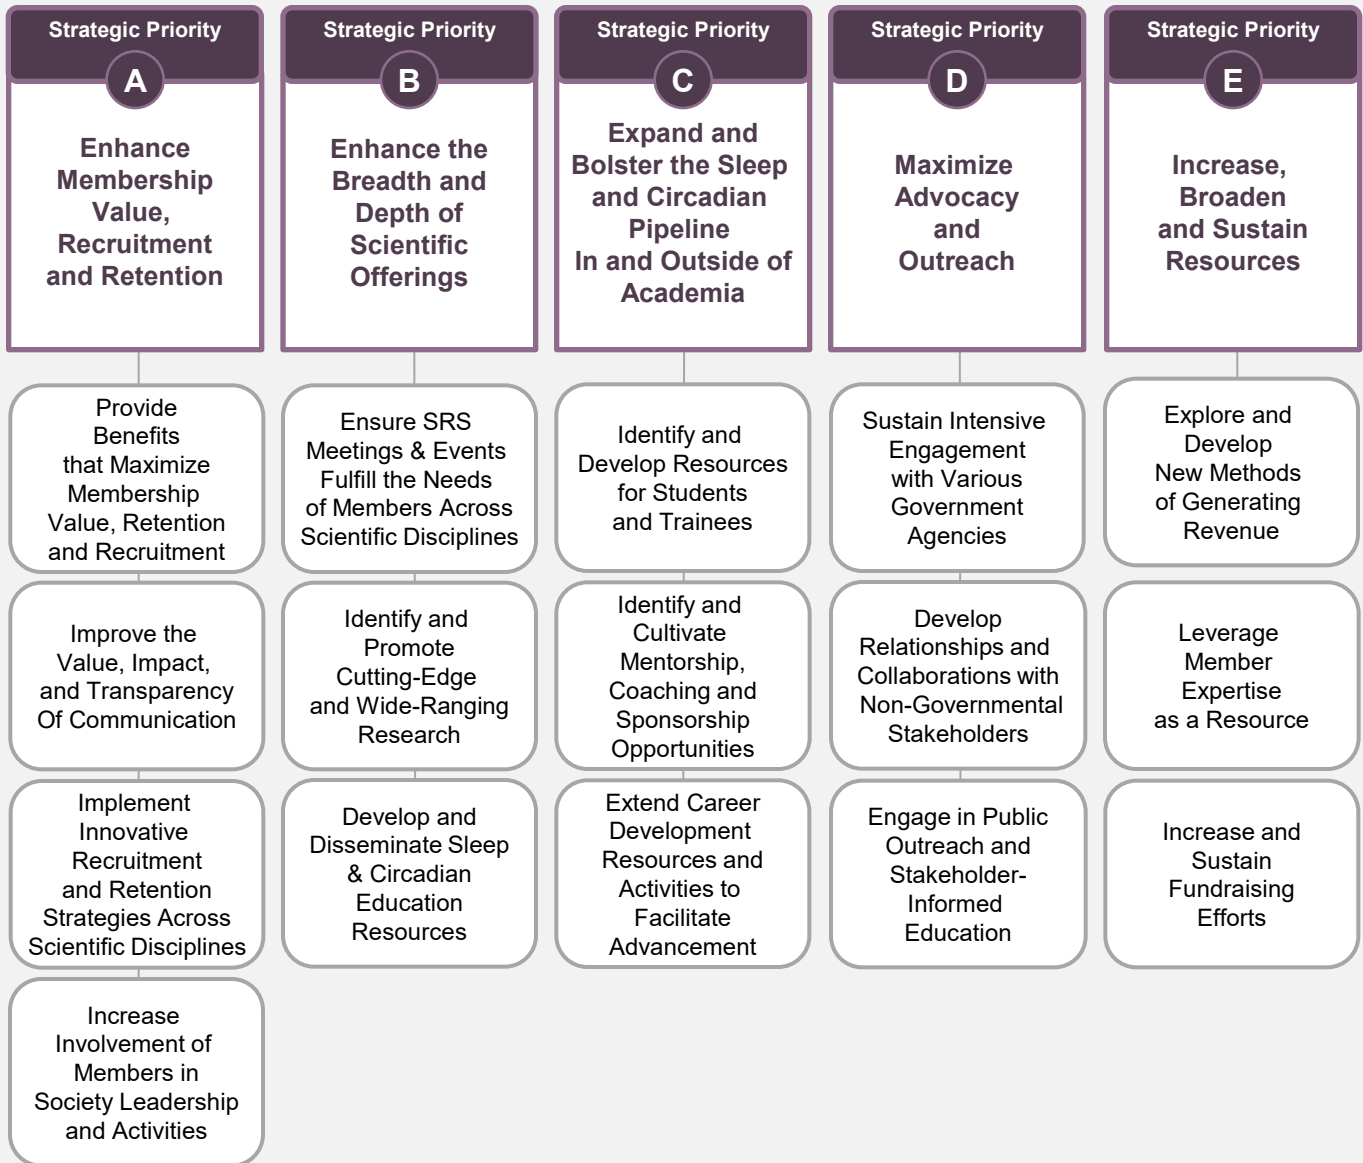 Strategic Priority
A
Enhance
Membership
Value,
Recruitment
and Retention
Provide
Benefits
that Maximize
Membership
Value, Retention
and Recruitment
Improve the
Value, Impact,
and Transparency
Of Communication
Implement
Innovative
Recruitment
and Retention
Strategies Across
Scientific Disciplines
Increase
Involvement of
Members in
Society Leadership
and Activities
Strategic Priority
B
Enhance the
Breadth and
Depth of
Scientific
Offerings
Ensure SRS
Meetings & Events
Fulfill the Needs
of Members Across
Scientific Disciplines
Identify and
Promote
Cutting-Edge
and Wide-Ranging
Research
Develop and
Disseminate Sleep
& Circadian
Education
Resources
Strategic Priority
C
Expand and
Bolster the Sleep
and Circadian
Pipeline
In and Outside of
Academia
Identify and
Develop Resources
for Students
and Trainees
Identify and
Cultivate
Mentorship,
Coaching and
Sponsorship
Opportunities
Extend Career
Development
Resources and
Activities to
Facilitate
Advancement
Strategic Priority
D
Maximize
Advocacy
and
Outreach
Sustain Intensive
Engagement
with Various
Government
Agencies
Develop
Relationships and
Collaborations with
Non-Governmental
Stakeholders
Engage in Public
Outreach and
Stakeholder-
Informed
Education
Strategic Priority
E
Increase,
Broaden
and Sustain
Resources
Explore and
Develop
New Methods
of Generating
Revenue
Leverage
Member
Expertise
as a Resource
Increase and
Sustain
Fundraising
Efforts